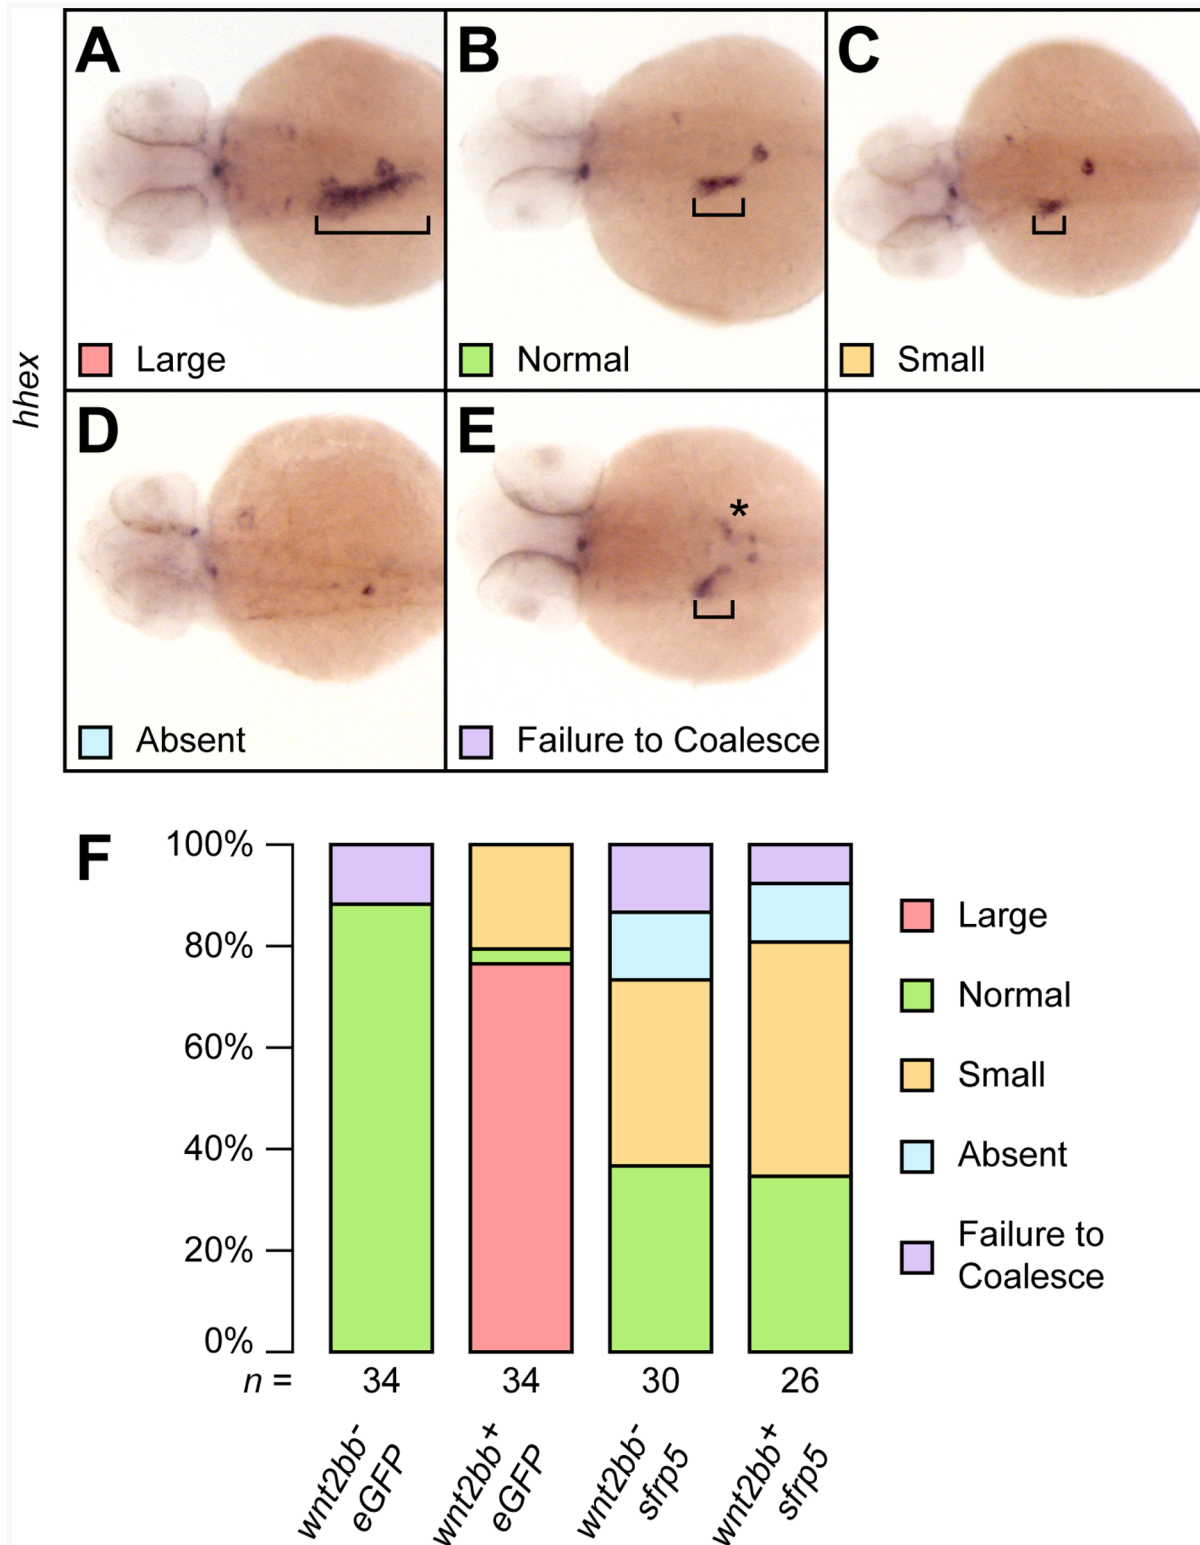 A
B
C
Large
Normal
Small
hhex
D
E
*
Absent
Failure to Coalesce
F
100%
80%
60%
40%
20%
0%
Large
Normal
Small
Absent
Failure to
Coalesce
n = 34 34 30 26
wnt2bb-
eGFP
wnt2bb+
eGFP
wnt2bb-
sfrp5
wnt2bb+
sfrp5